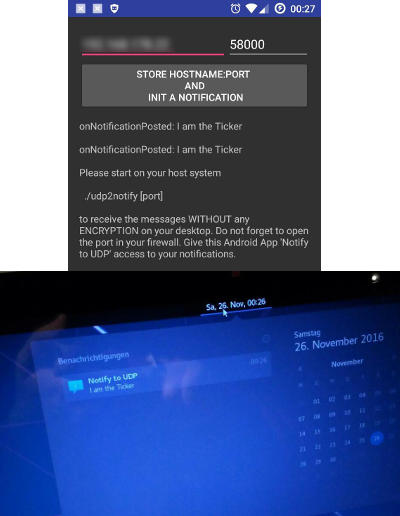 00:27
58000
STORE HOSTNAME:PORT
AND
INIT A NOTIFICATION
onNotificationPosted: I am the Ticker
onNotificationPosted: I am the Ticker
Please start on your host system
./udp2notify [port]
to receive the messages WITHOUT any
ENCRYPTION on your desktop. Do not forget to open
the port in your firewall. Give this Android App 'Notify
to UDP' access to your notifications.
Sa, 26. Nov, 00:26
Benachrichtigungen
Notify to UDP
00:26
I am the Ticker
Samstag
26. November 2016
November
01 02 03 04 05 06
07 08 09 10 11 12 13
14 15 16 17 18 19 20
21 22 23 24 25 26 27
28 29 30